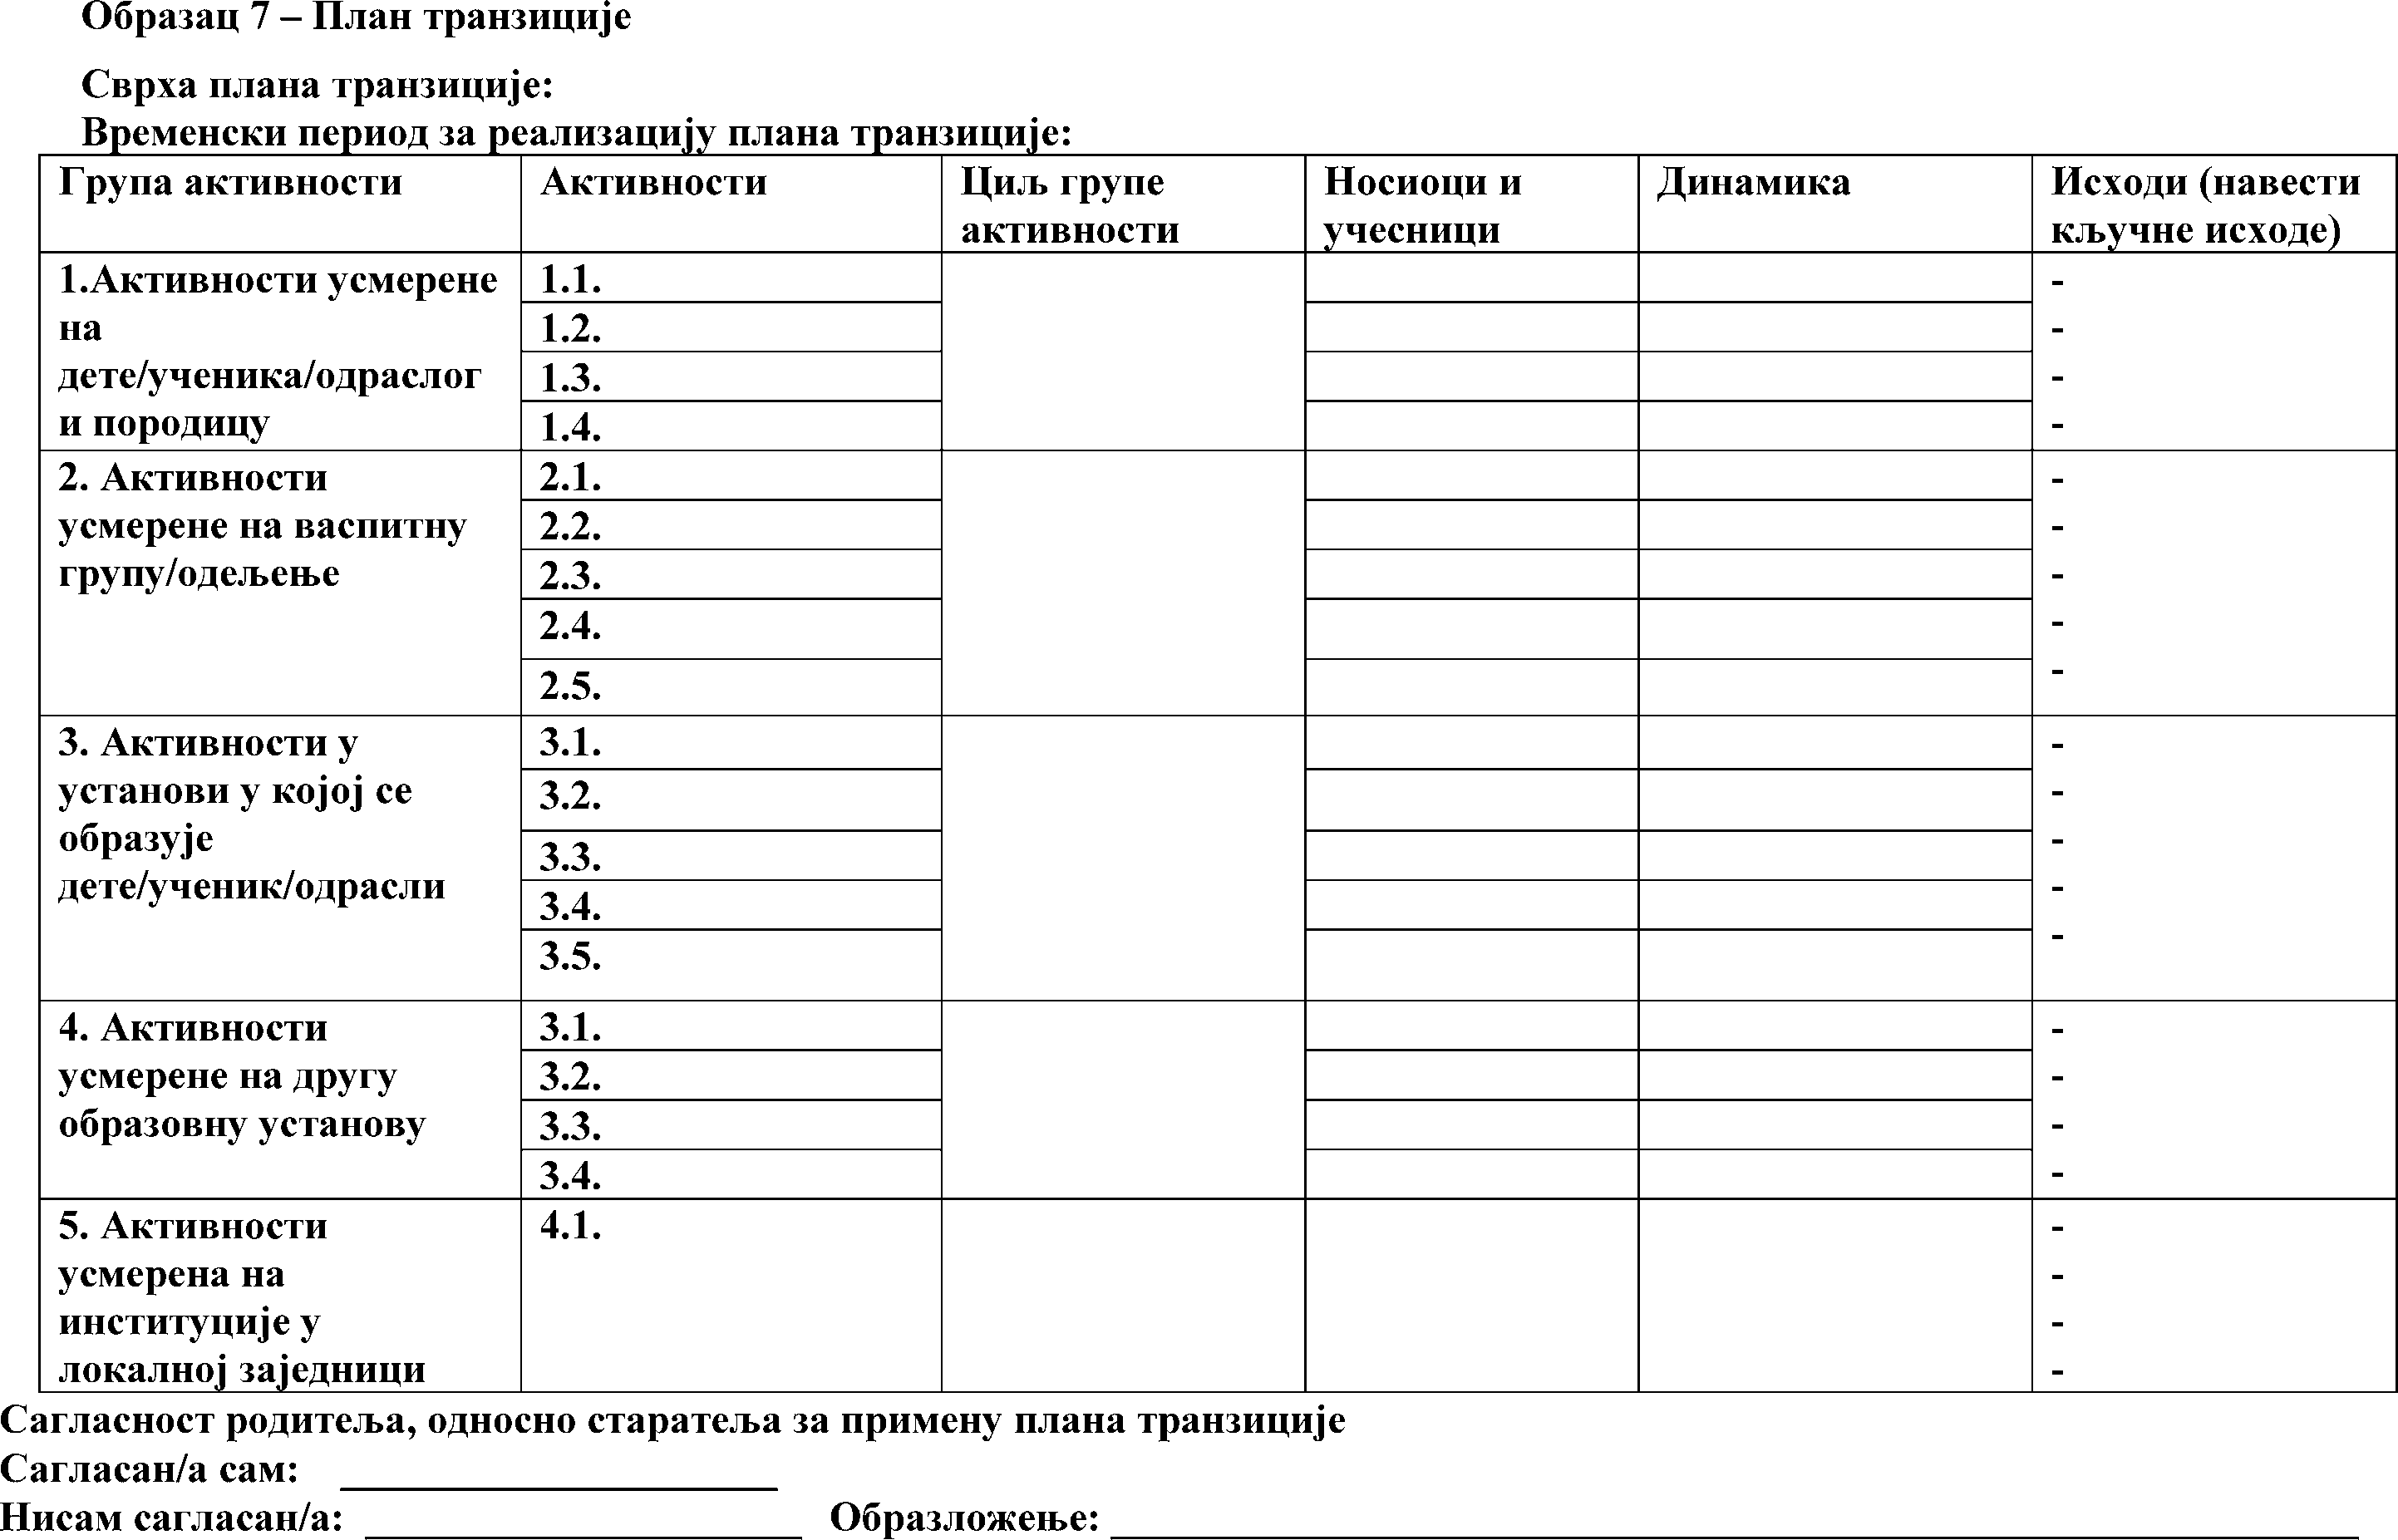 Образац 7 – План транзиције
Сврха плана транзиције:
Временски период за реализацију плана транзиције:
Група активности Активности Циљ групе активности Носиоци и учесници Динамика Исходи (навести кључне исходе)
1.Активности усмерене
на
дете/ученика/одраслог
и породицу
1.1.
1.2.
1.3.
1.4.
-
-
-
-
2. Активности
усмерене на васпитну
групу/одељење
2.1.
2.2.
2.3.
2.4.
2.5.
-
-
-
-
-
3. Активности у
установи у којој се
образује
дете/ученик/одрасли
3.1.
3.2.
3.3.
3.4.
3.5.
-
-
-
-
-
4. Активности
усмерене на другу
образовну установу
3.1.
3.2.
3.3.
3.4.
-
-
-
-
5. Активности
усмерена на
институције у
локалној заједници
4.1.
-
-
-
-
Сагласност родитеља, односно старатеља за примену плана транзиције
Сагласан/а сам:
Нисам сагласан/а: Образложење: